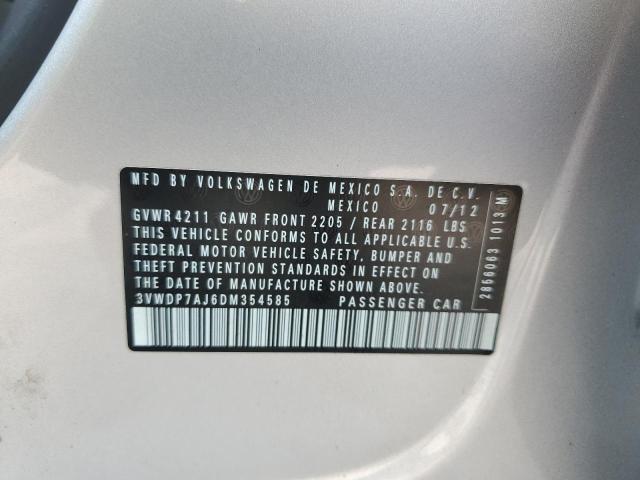 MFD BY VOLKSWAGEN DE MEXICO S.A. DE C.V.
MEXICO 07/12
GVWR 4211 GAWR FRONT 2205 / REAR 2116 LBS
THIS VEHICLE CONFORMS TO ALL APPLICABLE U.S.
FEDERAL MOTOR VEHICLE SAFETY, BUMPER AND
THEFT PREVENTION STANDARDS IN EFFECT ON
THE DATE OF MANUFACTURE SHOWN ABOVE.
3VWDP7AJ6DM354585 PASSENGER CAR
2856063 1013 M